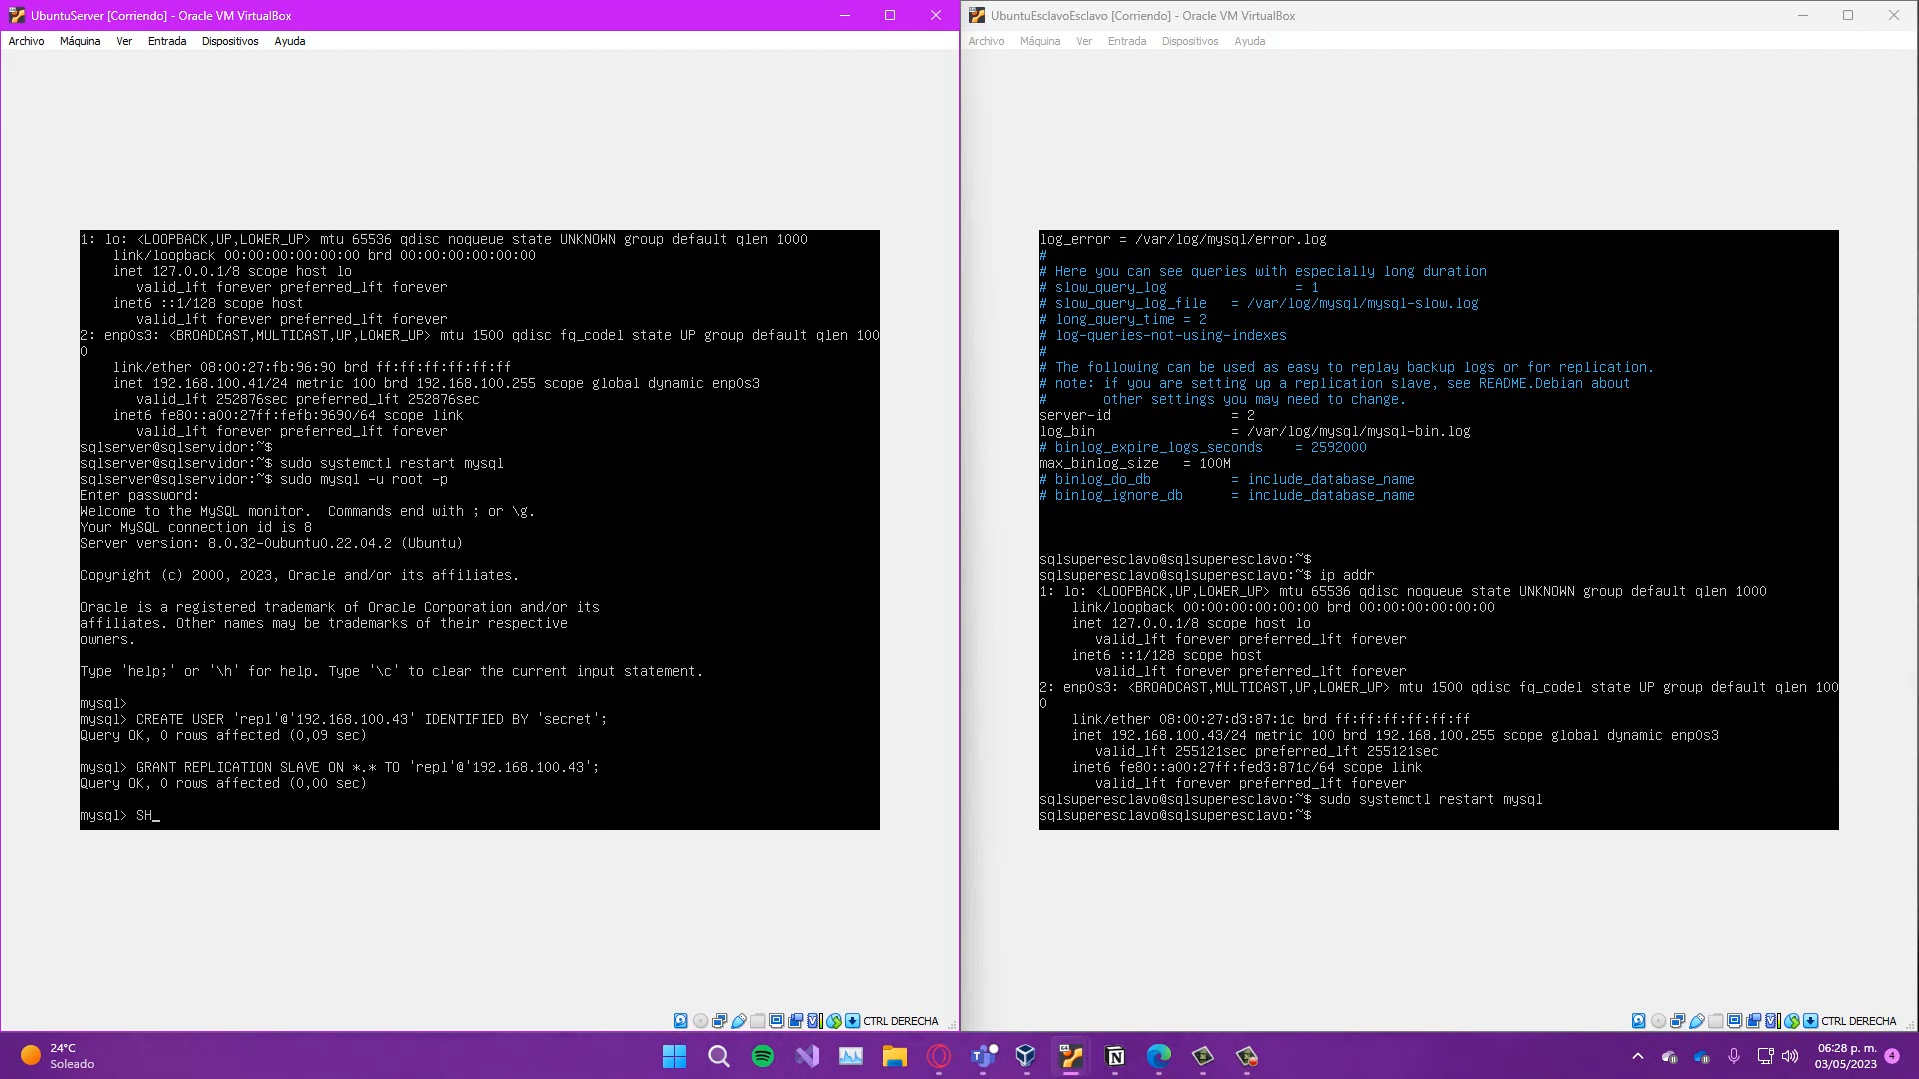 UbuntuServer [Corriendo] - Oracle VM VirtualBox
Archivo Máquina Ver Entrada Dispositivos Ayuda
1: lo: <LOOPBACK,UP,LOWER_UP> mtu 65536 qdisc noqueue state UNKNOWN group default qlen 1000
link/loopback 00:00:00:00:00:00 brd 00:00:00:00:00:00
inet 127.0.0.1/8 scope host lo
valid_lft forever preferred_lft forever
inet6 ::1/128 scope host
valid_lft forever preferred_lft forever
2: enp0s3: <BROADCAST,MULTICAST,UP,LOWER_UP> mtu 1500 qdisc fq_codel state UP group default qlen 100
0
link/ether 08:00:27:fb:96:90 brd ff:ff:ff:ff:ff:ff
inet 192.168.100.41/24 metric 100 brd 192.168.100.255 scope global dynamic enp0s3
valid_lft 252876sec preferred_lft 252876sec
inet6 fe80::a00:27ff:fefb:9690/64 scope link
valid_lft forever preferred_lft forever
sqlserver@sqlservidor:~$
sqlserver@sqlservidor:~$ sudo systemctl restart mysql
sqlserver@sqlservidor:~$ sudo mysql -u root -p
Enter password:
Welcome to the MySQL monitor.  Commands end with ; or \g.
Your MySQL connection id is 8
Server version: 8.0.32-0ubuntu0.22.04.2 (Ubuntu)
Copyright (c) 2000, 2023, Oracle and/or its affiliates.
Oracle is a registered trademark of Oracle Corporation and/or its
affiliates. Other names may be trademarks of their respective
owners.
Type 'help;' or '\h' for help. Type '\c' to clear the current input statement.
mysql>
mysql> CREATE USER 'repl'@'192.168.100.43' IDENTIFIED BY 'secret';
Query OK, 0 rows affected (0,09 sec)
mysql> GRANT REPLICATION SLAVE ON *.* TO 'repl'@'192.168.100.43';
Query OK, 0 rows affected (0,00 sec)
mysql> SH_
CTRL DERECHA
UbuntuEsclavoEsclavo [Corriendo] - Oracle VM VirtualBox
Archivo Máquina Ver Entrada Dispositivos Ayuda
log_error = /var/log/mysql/error.log
#
# Here you can see queries with especially long duration
# slow_query_log = 1
# slow_query_log_file = /var/log/mysql/mysql-slow.log
# long_query_time = 2
# log-queries-not-using-indexes
#
# The following can be used as easy to replay backup logs or for replication.
# note: if you are setting up a replication slave, see README.Debian about
# other settings you may need to change.
server-id = 2
log_bin = /var/log/mysql/mysql-bin.log
# binlog_expire_logs_seconds = 2592000
max_binlog_size = 100M
# binlog_do_db = include_database_name
# binlog_ignore_db = include_database_name
sqlsuperesclavo@sqlsuperesclavo:~$
sqlsuperesclavo@sqlsuperesclavo:~$ ip addr
1: lo: <LOOPBACK,UP,LOWER_UP> mtu 65536 qdisc noqueue state UNKNOWN group default qlen 1000
link/loopback 00:00:00:00:00:00 brd 00:00:00:00:00:00
inet 127.0.0.1/8 scope host lo
valid_lft forever preferred_lft forever
inet6 ::1/128 scope host
valid_lft forever preferred_lft forever
2: enp0s3: <BROADCAST,MULTICAST,UP,LOWER_UP> mtu 1500 qdisc fq_codel state UP group default qlen 100
0
link/ether 08:00:27:d3:87:1c brd ff:ff:ff:ff:ff:ff
inet 192.168.100.43/24 metric 100 brd 192.168.100.255 scope global dynamic enp0s3
valid_lft 255121sec preferred_lft 255121sec
inet6 fe80::a00:27ff:fed3:871c/64 scope link
valid_lft forever preferred_lft forever
sqlsuperesclavo@sqlsuperesclavo:~$ sudo systemctl restart mysql
sqlsuperesclavo@sqlsuperesclavo:~$
CTRL DERECHA
24°C
Soleado
06:28 p. m.
03/05/2023
4